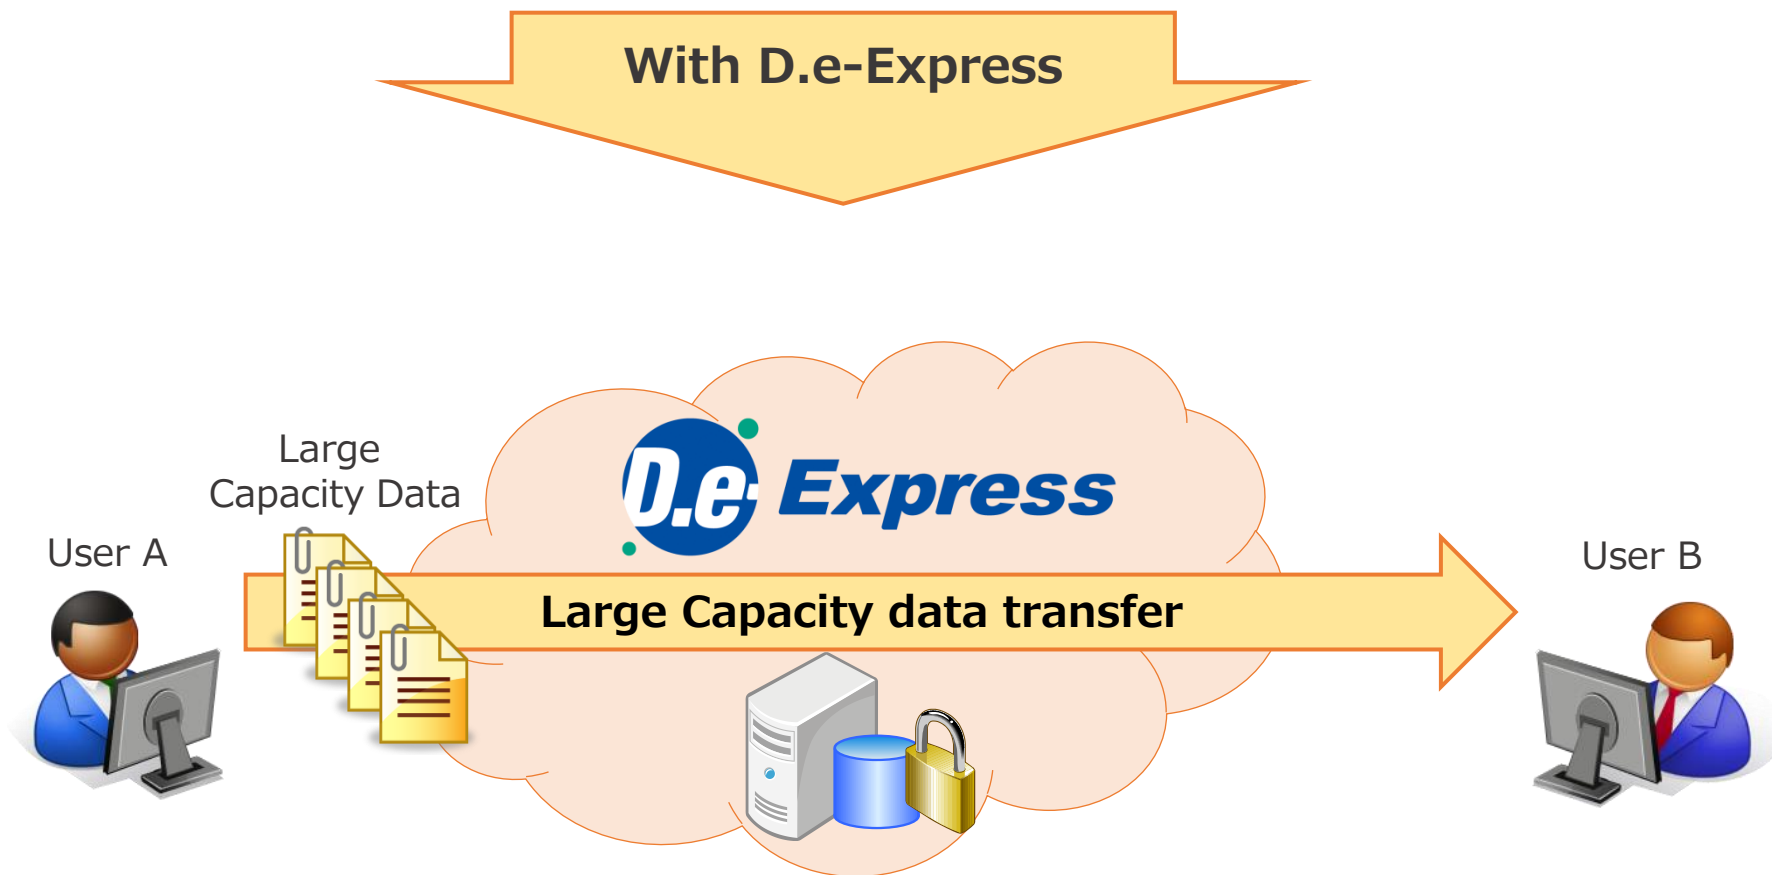 With D.e-Express
D.e- Express
Large
Capacity Data
User A
User B
Large Capacity data transfer